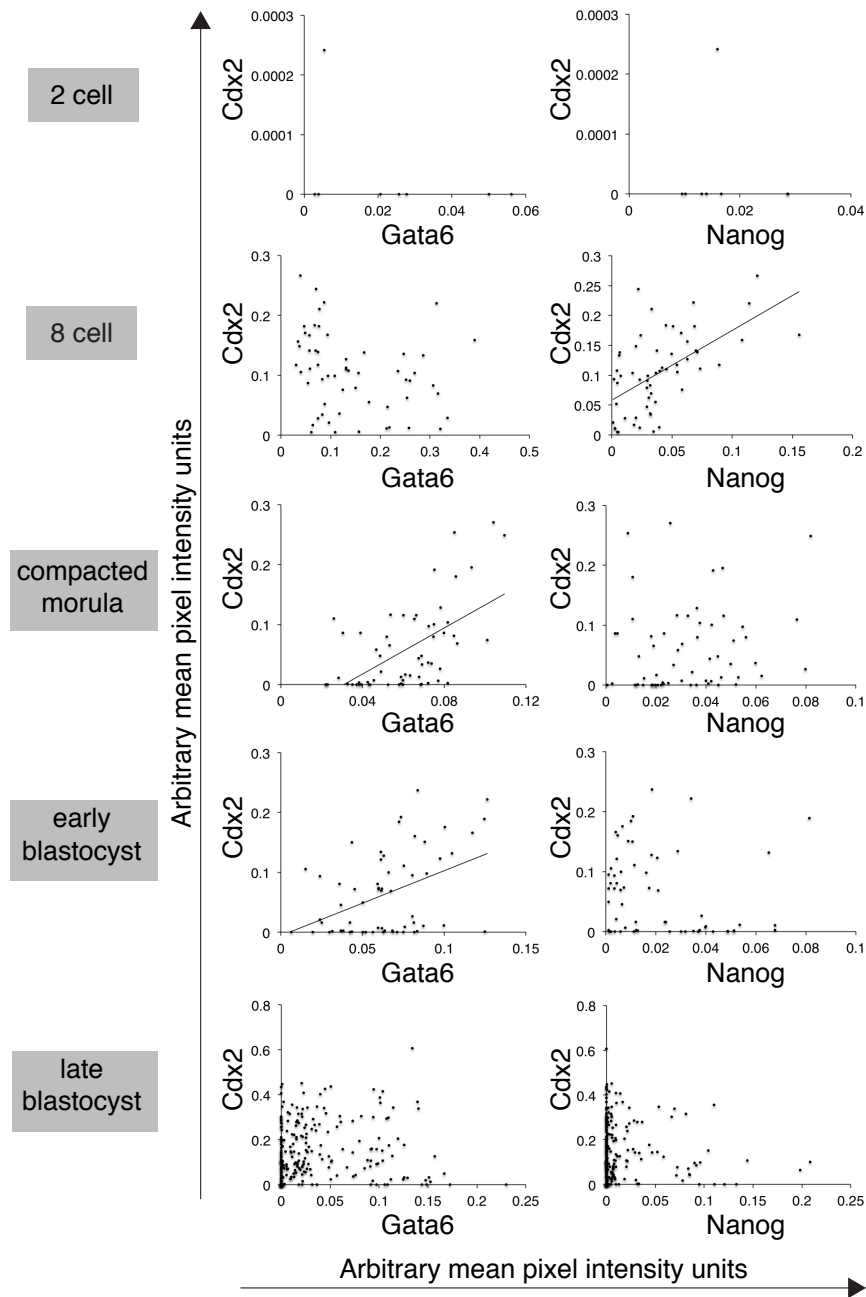 2 cell
Cdx2
0.0003
0.0002
0.0001
0
0 0.02 0.04 0.06
Gata6
Cdx2
0.0003
0.0002
0.0001
0
0 0.02 0.04
Nanog
8 cell
Cdx2
0.3
0.2
0.1
0
0 0.1 0.2 0.3 0.4 0.5
Gata6
Cdx2
0.3
0.25
0.2
0.15
0.1
0.05
0
0 0.05 0.1 0.15 0.2
Nanog
compacted
morula
Cdx2
0.3
0.2
0.1
0
0 0.04 0.08 0.12
Gata6
Cdx2
0.3
0.2
0.1
0
0 0.02 0.04 0.06 0.08 0.1
Nanog
early
blastocyst
Cdx2
0.3
0.2
0.1
0
0 0.05 0.1 0.15
Gata6
Cdx2
0.3
0.2
0.1
0
0 0.02 0.04 0.06 0.08 0.1
Nanog
late
blastocyst
Cdx2
0.8
0.6
0.4
0.2
0
0 0.05 0.1 0.15 0.2 0.25
Gata6
Cdx2
0.8
0.6
0.4
0.2
0
0 0.05 0.1 0.15 0.2 0.25
Nanog
Arbitrary mean pixel intensity units
Arbitrary mean pixel intensity units